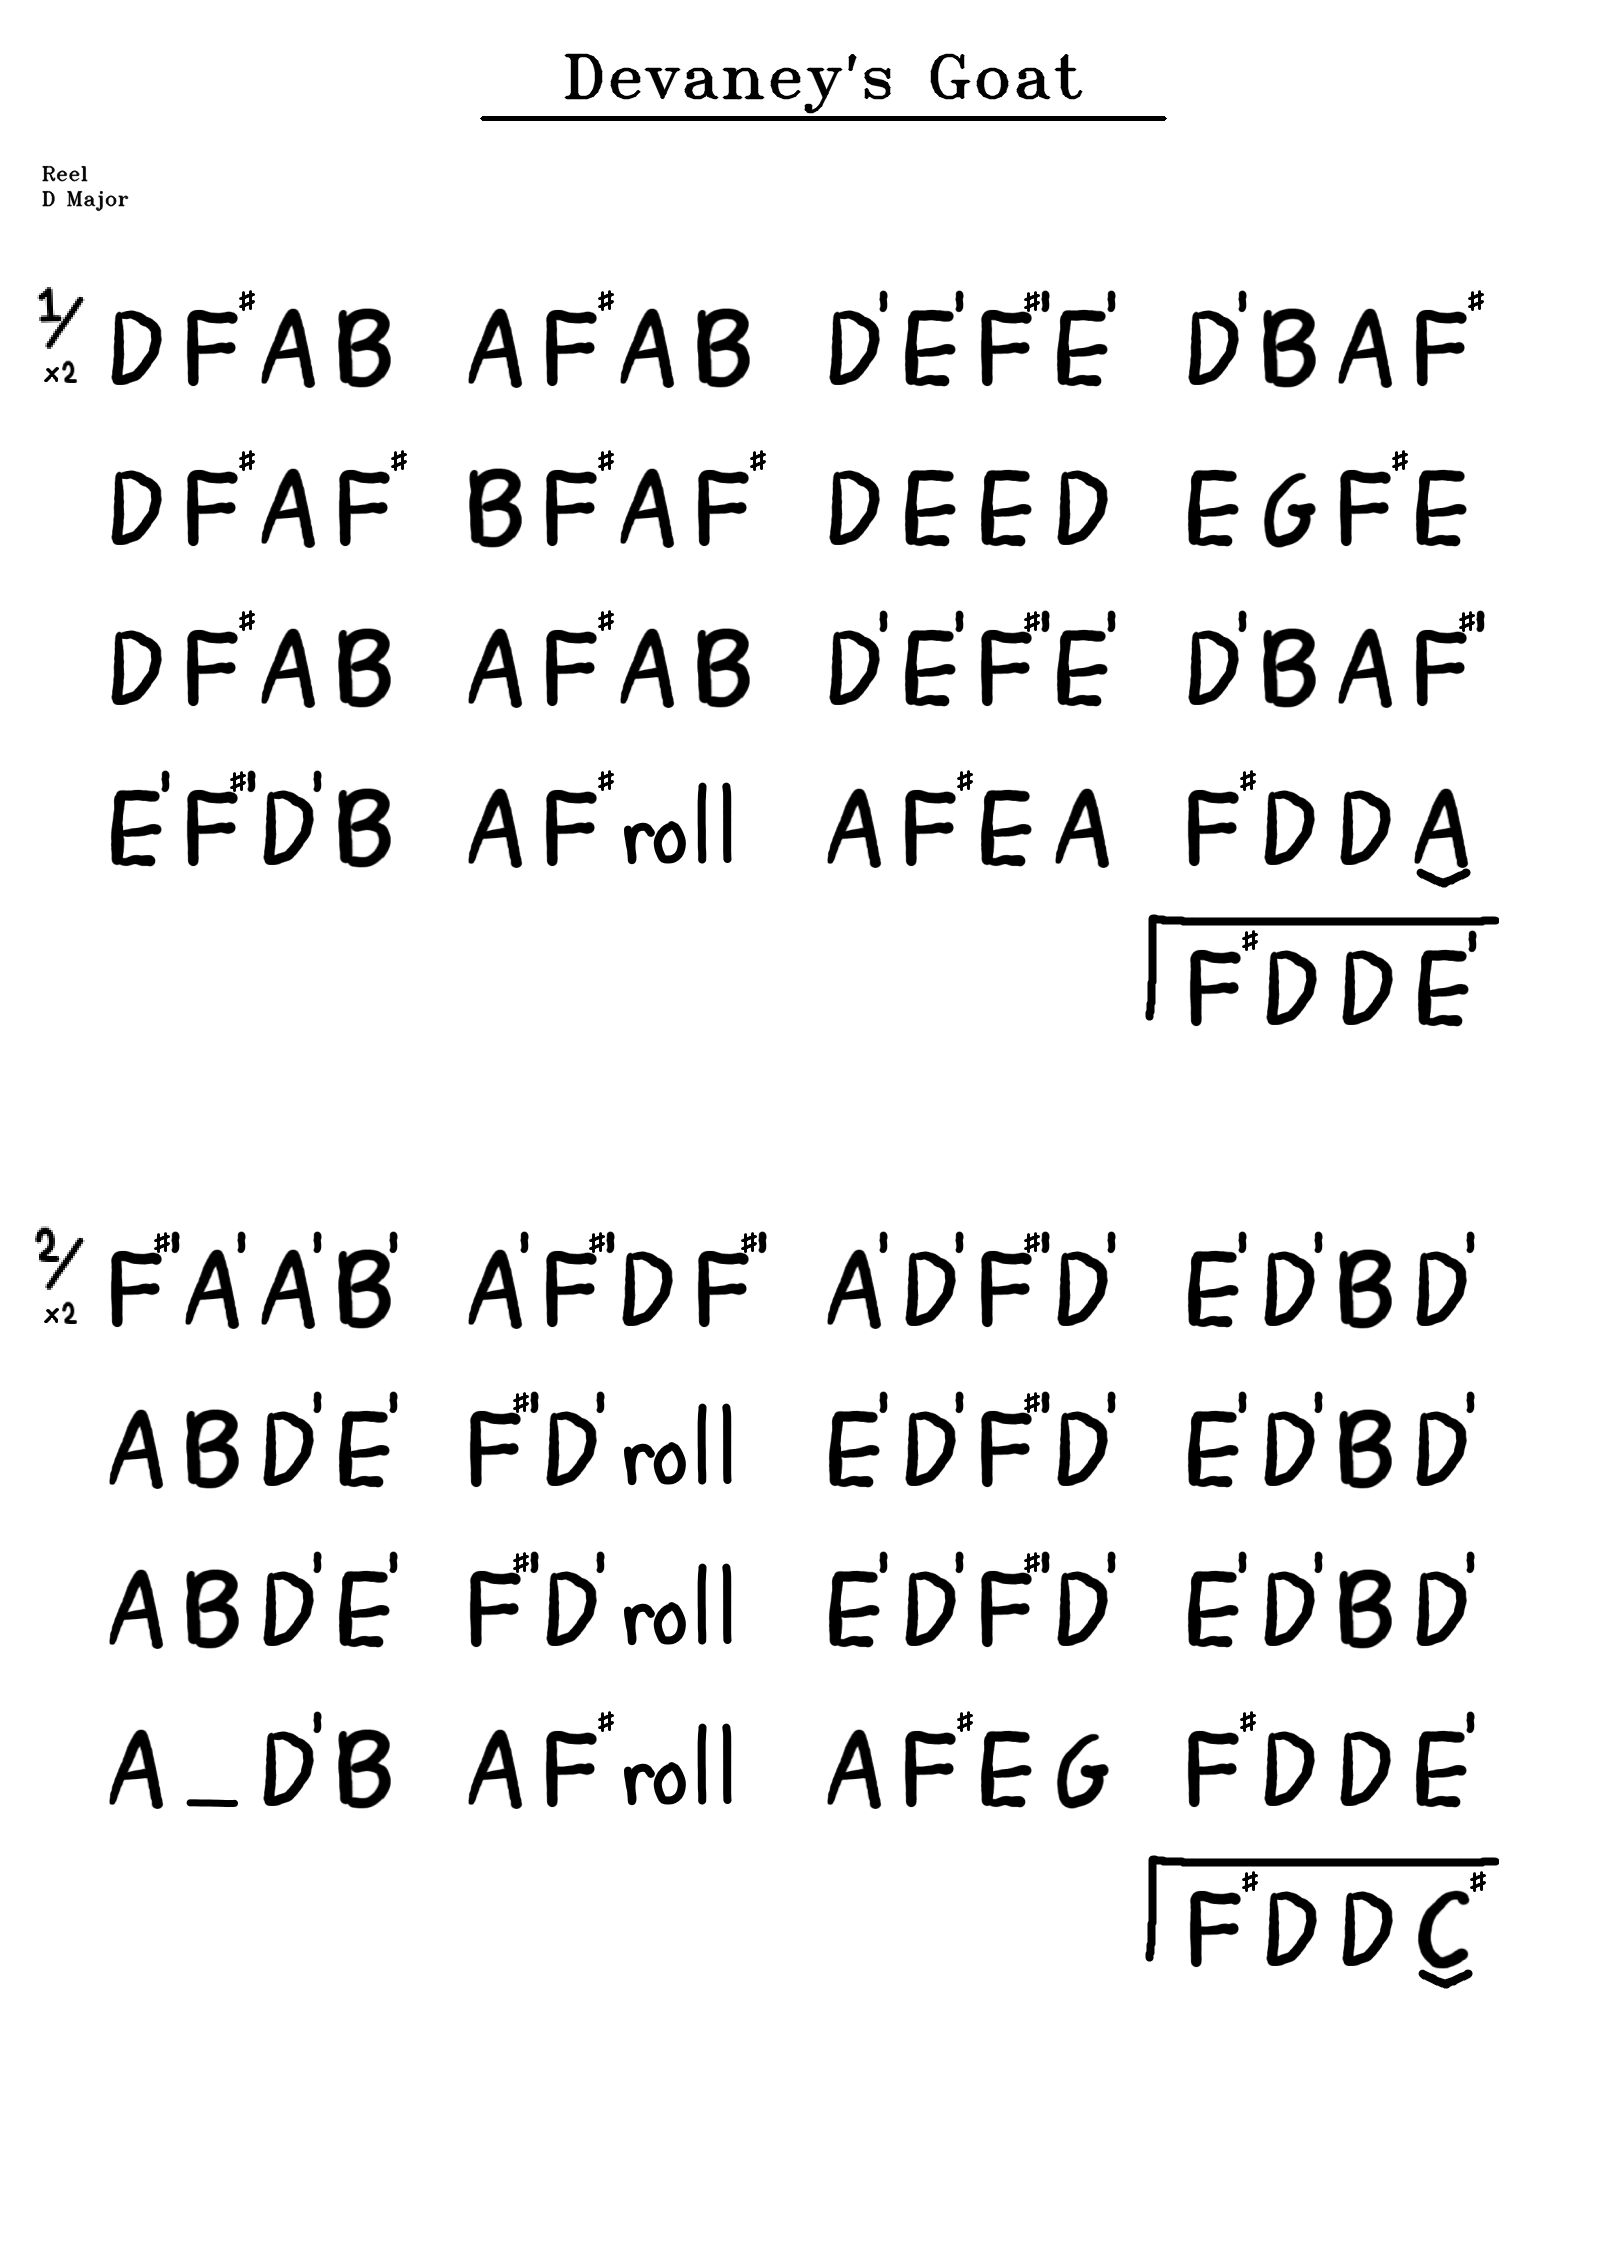 Devaney's Goat
Reel
D Major
1/ x2 DF♯AB AF♯AB D'E'F♯'E' D'BAF♯
DF♯AF♯ BF♯AF♯ DEED EGF♯E
DF♯AB AF♯AB D'E'F♯'E' D'BAF♯'
E'F♯'D'B AF♯roll AF♯EA F♯DDA
F♯DDE'
2/ x2 F♯'A'A'B' A'F♯'DF♯' A'D'F♯'D' E'D'BD'
ABD'E' F♯'D'roll E'D'F♯'D' E'D'BD'
ABD'E' F♯'D'roll E'D'F♯'D' E'D'BD'
A_D'B AF♯roll AF♯EG F♯DDE'
F♯DDC♯